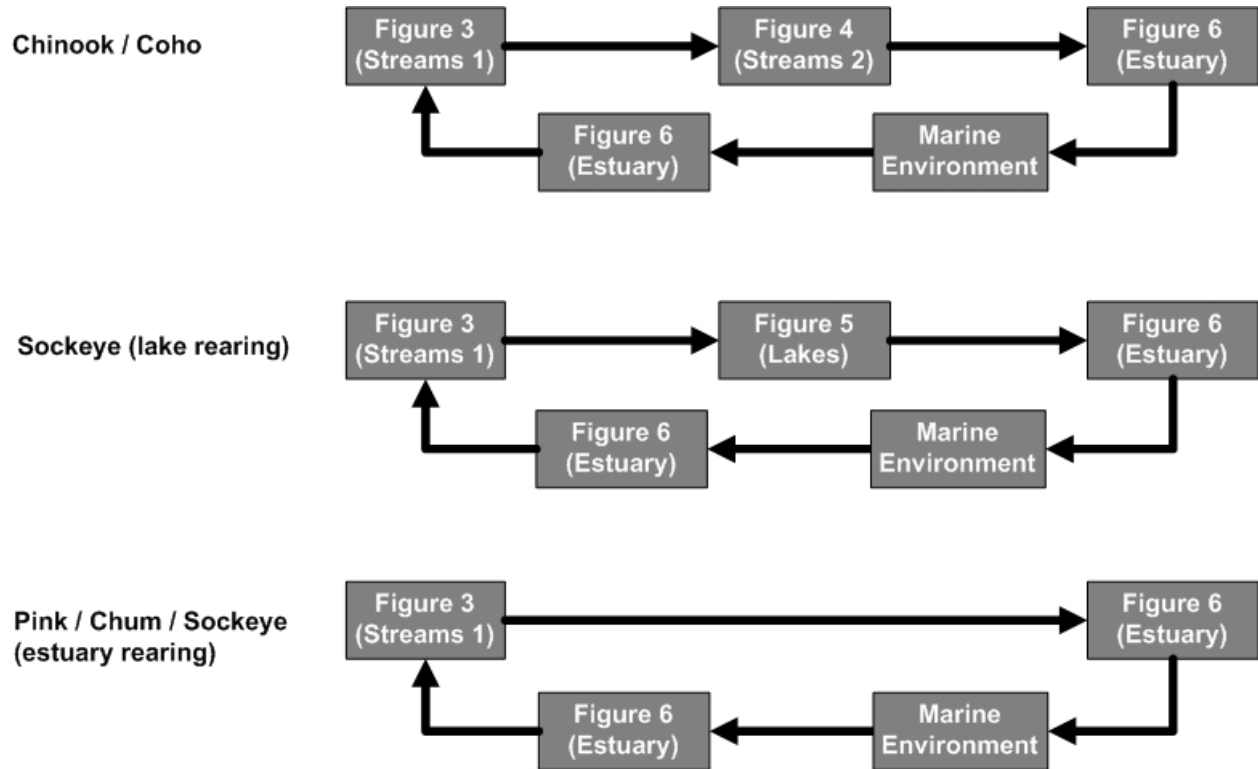 Chinook / Coho
Figure 3
(Streams 1)
Figure 4
(Streams 2)
Figure 6
(Estuary)
Figure 6
(Estuary)
Marine
Environment
Sockeye (lake rearing)
Figure 3
(Streams 1)
Figure 5
(Lakes)
Figure 6
(Estuary)
Figure 6
(Estuary)
Marine
Environment
Pink / Chum / Sockeye
(estuary rearing)
Figure 3
(Streams 1)
Figure 6
(Estuary)
Figure 6
(Estuary)
Marine
Environment